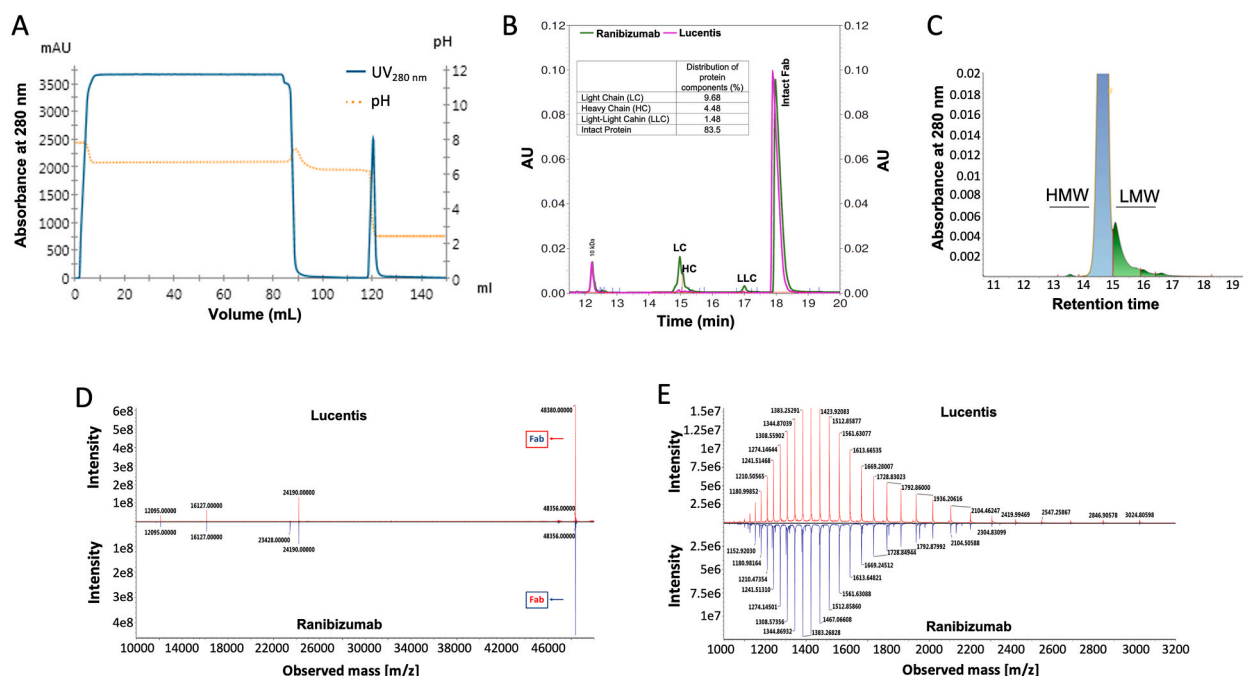 A
mAU
pH
Absorbance at 280 nm
3500
3000
2500
2000
1500
1000
500
0
12
10
8
6
4
2
0
UV280 nm
pH
0 20 40 60 80 100 120 140
ml
Volume (mL)
B
Ranibizumab Lucentis
AU
0.12
0.10
0.08
0.06
0.04
0.02
0.00
Distribution of protein components (%)
Light Chain (LC) 9.68
Heavy Chain (HC) 4.48
Light-Light Cahin (LLC) 1.48
Intact Protein 83.5
10 kDa
LC
HC
LLC
Intact Fab
0.12
0.10
0.08
0.06
0.04
0.02
0.00
AU
12 13 14 15 16 17 18 19 20
Time (min)
C
Absorbance at 280 nm
0.02
0.018
0.016
0.014
0.012
0.01
0.008
0.006
0.004
0.002
HMW
LMW
11 12 13 14 15 16 17 18 19
Retention time
D
Lucentis
Intensity
6e8
5e8
4e8
3e8
2e8
1e8
48380.00000
Fab
24190.00000
16127.00000
12095.00000
48356.00000
12095.00000
16127.00000
23428.00000
24190.00000
48356.00000
Intensity
1e8
2e8
3e8
4e8
Fab
Ranibizumab
10000 14000 18000 22000 26000 30000 34000 38000 42000 46000
Observed mass [m/z]
E
Lucentis
Intensity
1.5e7
1.25e7
1e7
7.5e6
5e6
2.5e6
1383.25291
1423.92083
1344.87039
1512.85877
1308.55902
1561.63077
1274.14644
1613.66535
1241.51468
1669.28007
1210.50565
1728.83023
1180.99852
1792.86000
1936.20616
2104.46247
2419.99469
2547.25867
2846.90578
3024.80598
2304.83099
2104.50588
1152.92030
1792.87992
1180.98164
1728.84944
1210.47354
1669.24512
1241.51310
1613.64821
1561.63088
1274.14501
1512.85860
1308.57356
1467.06608
1344.86932
1383.26828
Intensity
2.5e6
5e6
7.5e6
1e7
Ranibizumab
1000 1200 1400 1600 1800 2000 2200 2400 2600 2800 3000 3200
Observed mass [m/z]